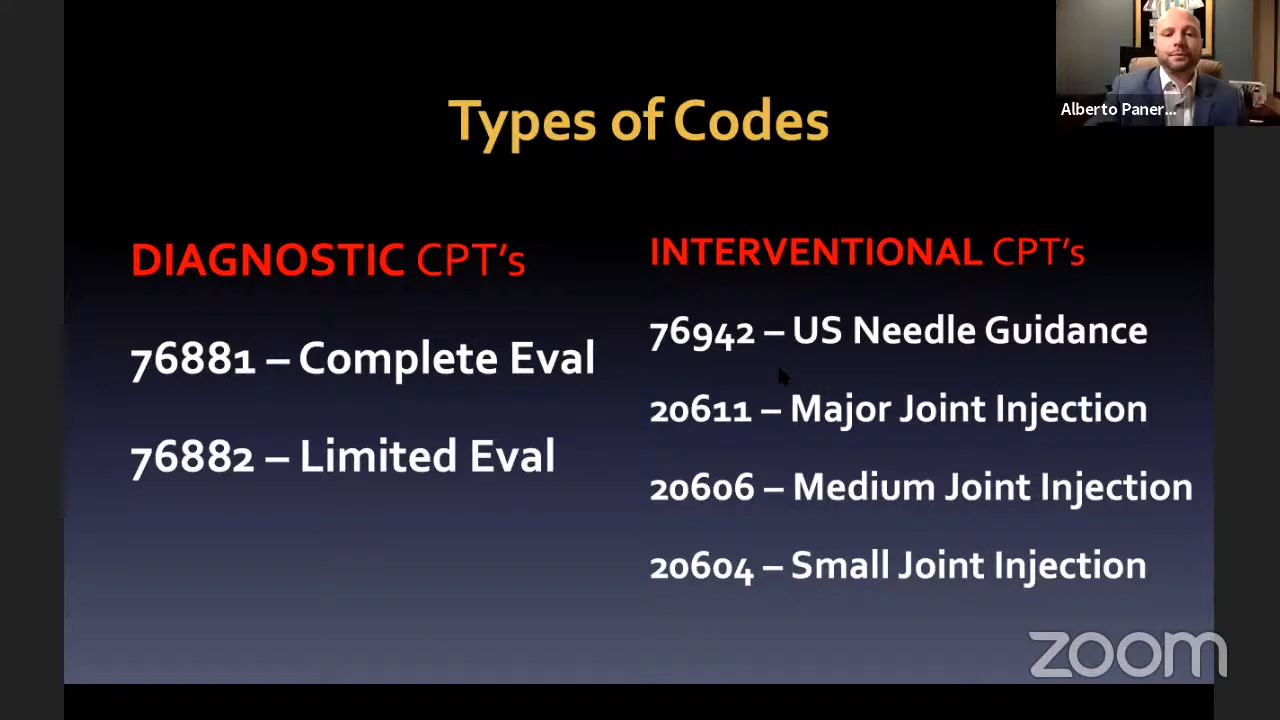 Alberto Paner...
Types of Codes
DIAGNOSTIC CPT's
76881 – Complete Eval
76882 – Limited Eval
INTERVENTIONAL CPT's
76942 – US Needle Guidance
20611 – Major Joint Injection
20606 – Medium Joint Injection
20604 – Small Joint Injection
zoom